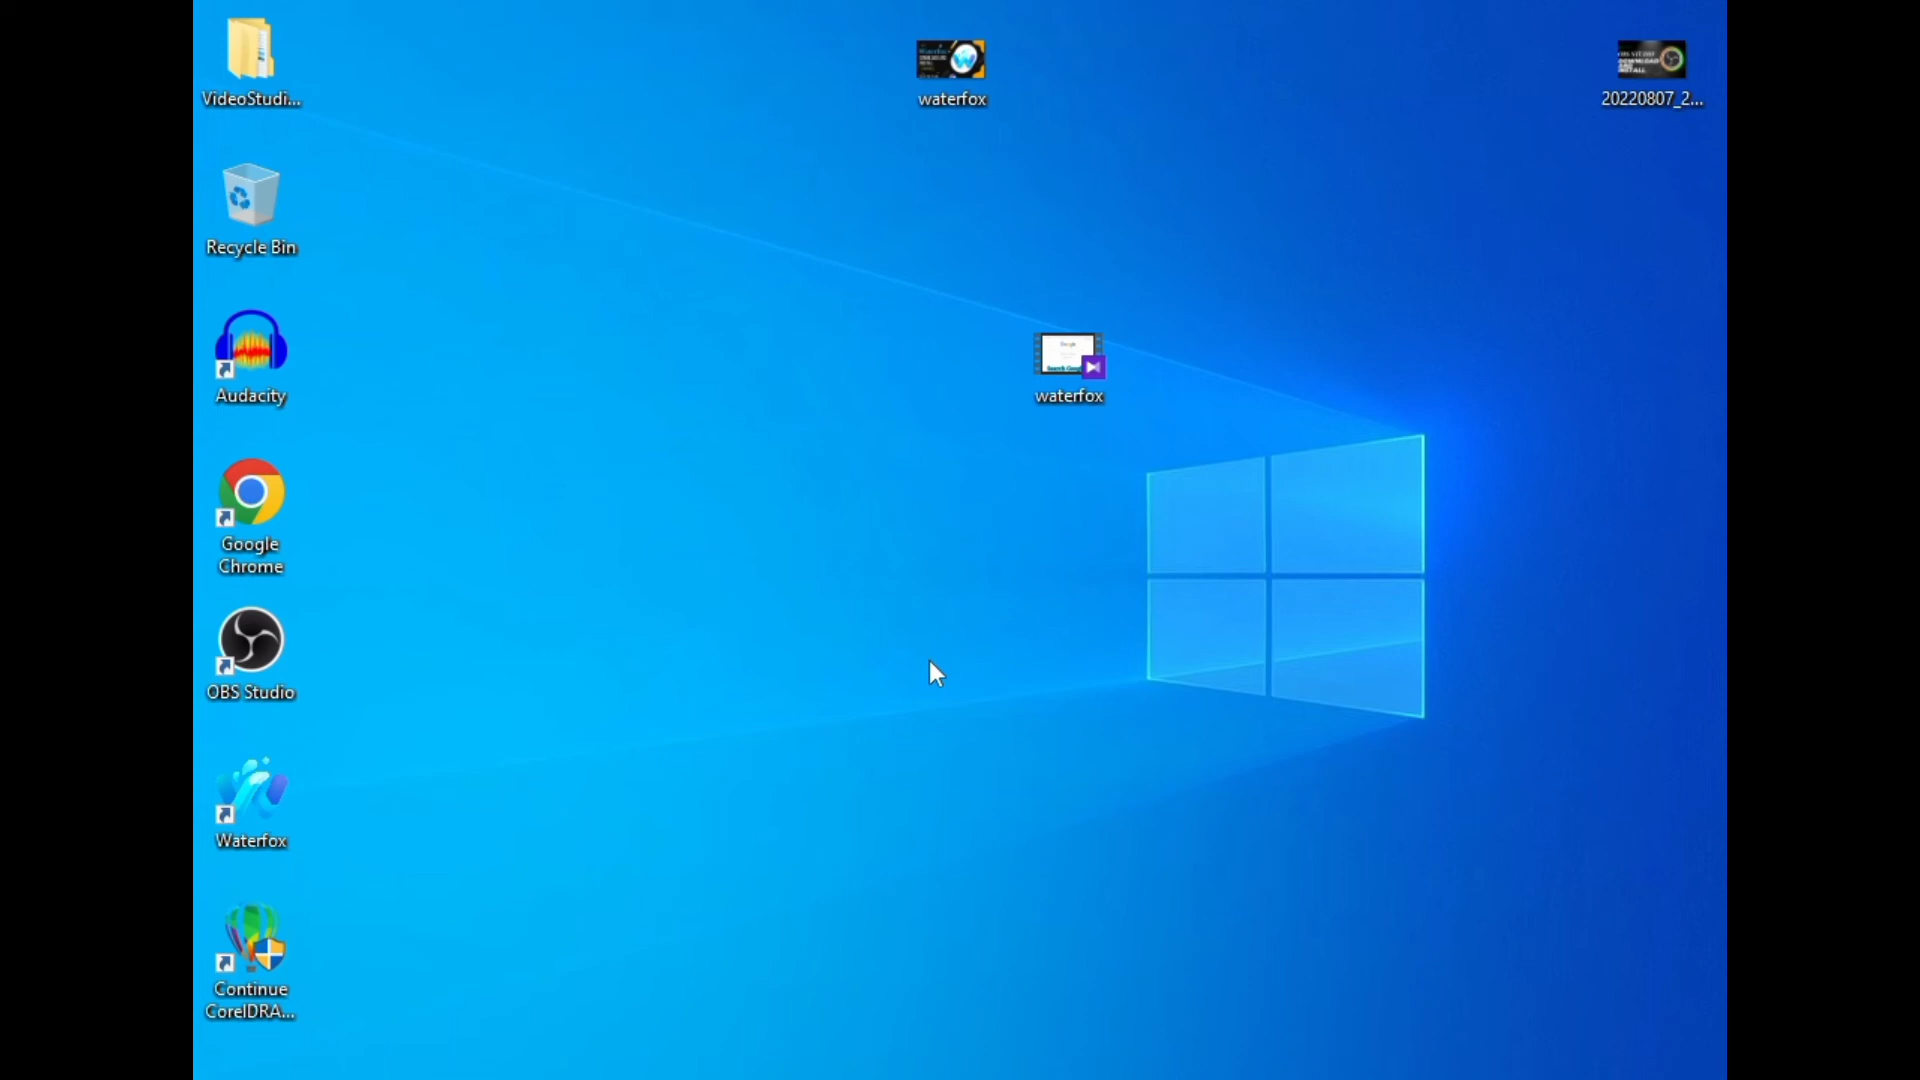 VideoStudi...
waterfox
20220807_2...
Recycle Bin
Audacity
waterfox
Google
Chrome
OBS Studio
Waterfox
Continue
CorelDRA...